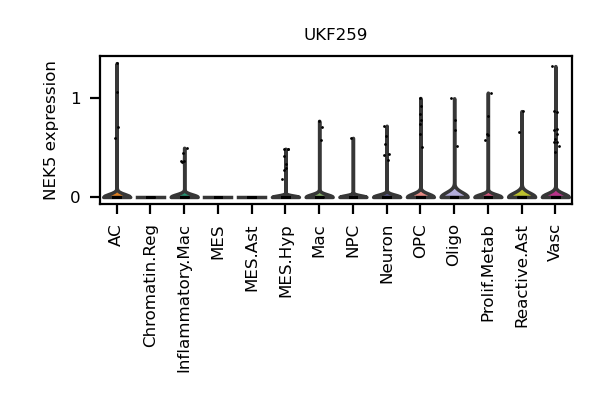 UKF259
NEK5 expression
1
0
AC
Chromatin.Reg
Inflammatory.Mac
MES
MES.Ast
MES.Hyp
Mac
NPC
Neuron
OPC
Oligo
Prolif.Metab
Reactive.Ast
Vasc